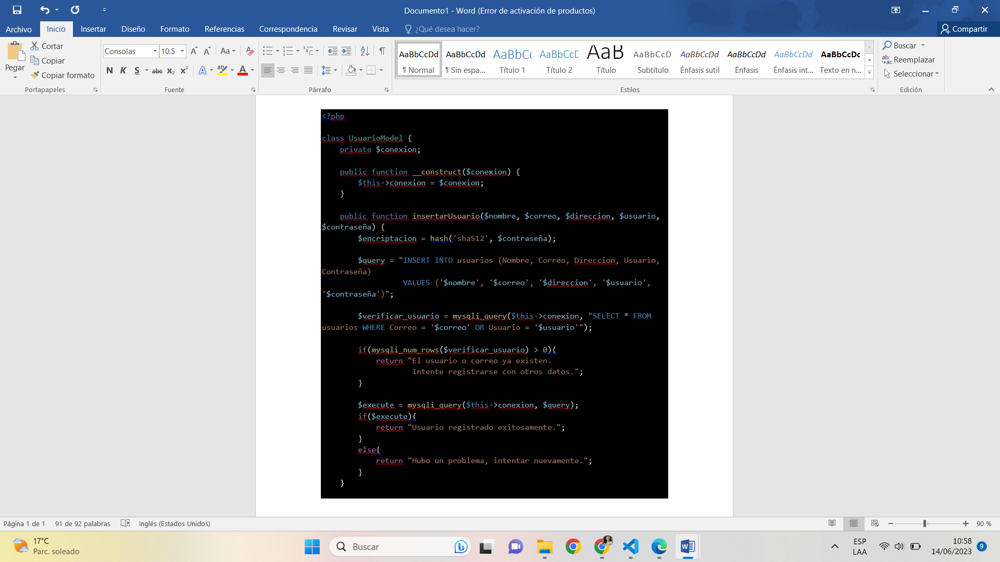 Documento1 - Word (Error de activación de productos)
Archivo Inicio Insertar Diseño Formato Referencias Correspondencia Revisar Vista ¿Qué desea hacer? Compartir
Pegar
Cortar
Copiar
Copiar formato
Portapapeles
Consolas 10.5 Aa
N K S abc x₂ x² A ab A
Fuente
Párrafo
AaBbCcDd AaBbCcDd AaBbCc AaBbCcD AaB AaBbCcD AaBbCcDd AaBbCcDd AaBbCcDd AaBbCcDc
¶ Normal ¶ Sin espa... Título 1 Título 2 Título Subtítulo Énfasis sutil Énfasis Énfasis int... Texto en n...
Estilos
Buscar
Reemplazar
Seleccionar
Edición
<?php
class UsuarioModel {
    private $conexion;
    public function __construct($conexion) {
        $this->conexion = $conexion;
    }
    public function insertarUsuario($nombre, $correo, $direccion, $usuario,
$contraseña) {
        $encriptacion = hash('sha512', $contraseña);
        $query = "INSERT INTO usuarios (Nombre, Correo, Direccion, Usuario,
Contraseña)
                  VALUES ('$nombre', '$correo', '$direccion', '$usuario',
'$contraseña')";
        $verificar_usuario = mysqli_query($this->conexion, "SELECT * FROM
usuarios WHERE Correo = '$correo' OR Usuario = '$usuario'");
        if(mysqli_num_rows($verificar_usuario) > 0){
            return "El usuario o correo ya existen.
                    Intente registrarse con otros datos.";
        }
        $execute = mysqli_query($this->conexion, $query);
        if($execute){
            return "Usuario registrado exitosamente.";
        }
        else{
            return "Hubo un problema, intentar nuevamente.";
        }
    }
Página 1 de 1 91 de 92 palabras Inglés (Estados Unidos) 90 %
17°C
Parc. soleado
Buscar
ESP
LAA
10:58
14/06/2023
9